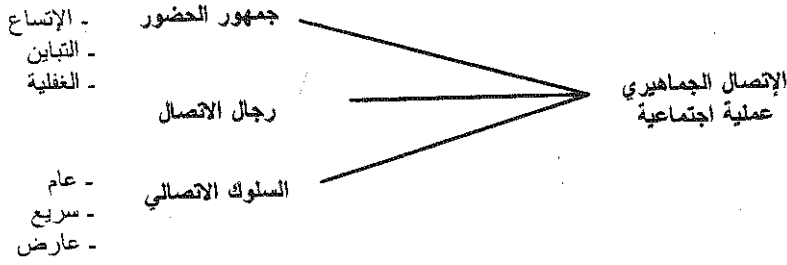 الإتصال الجماهيري
عملية اجتماعية
جمهور الحضور
- الإتساع
- التباين
- الغفلية
رجال الاتصال
السلوك الاتصالي
- عام
- سريع
- عارض